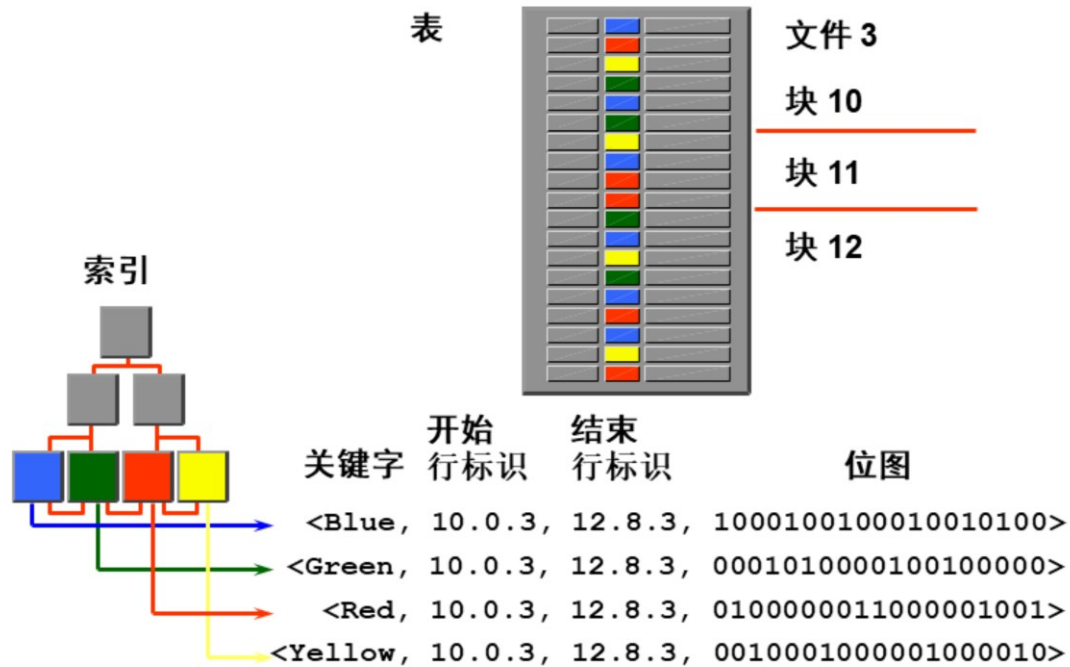 表
文件 3
块 10
块 11
块 12
索引
关键字
开始
行标识
结束
行标识
位图
<Blue, 10.0.3, 12.8.3, 1000100100010010100>
<Green, 10.0.3, 12.8.3, 0001010000100100000>
<Red, 10.0.3, 12.8.3, 0100000011000001001>
<Yellow, 10.0.3, 12.8.3, 0010001000001000010>